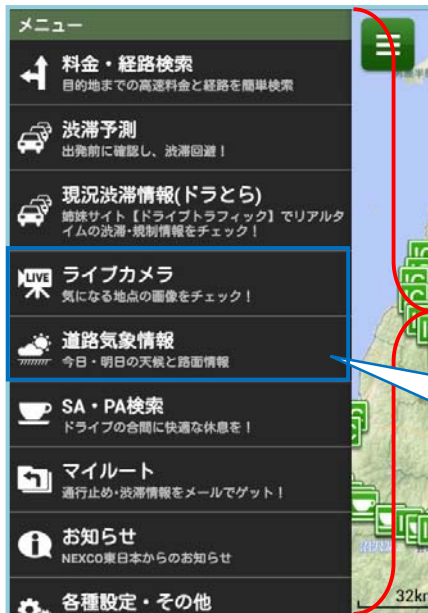 メニュー
料金・経路検索
目的地までの高速料金と経路を簡単検索
渋滞予測
出発前に確認し、渋滞回避！
現況渋滞情報(ドラとら)
姉妹サイト【ドライブトラフィック】でリアルタ
イムの渋滞・規制情報をチェック！
LIVE
ライブカメラ
気になる地点の画像をチェック！
道路気象情報
今日・明日の天候と路面情報
SA・PA検索
ドライブの合間に快適な休息を！
マイルート
通行止め・渋滞情報をメールでゲット！
お知らせ
NEXCO東日本からのお知らせ
各種設定・その他
32km